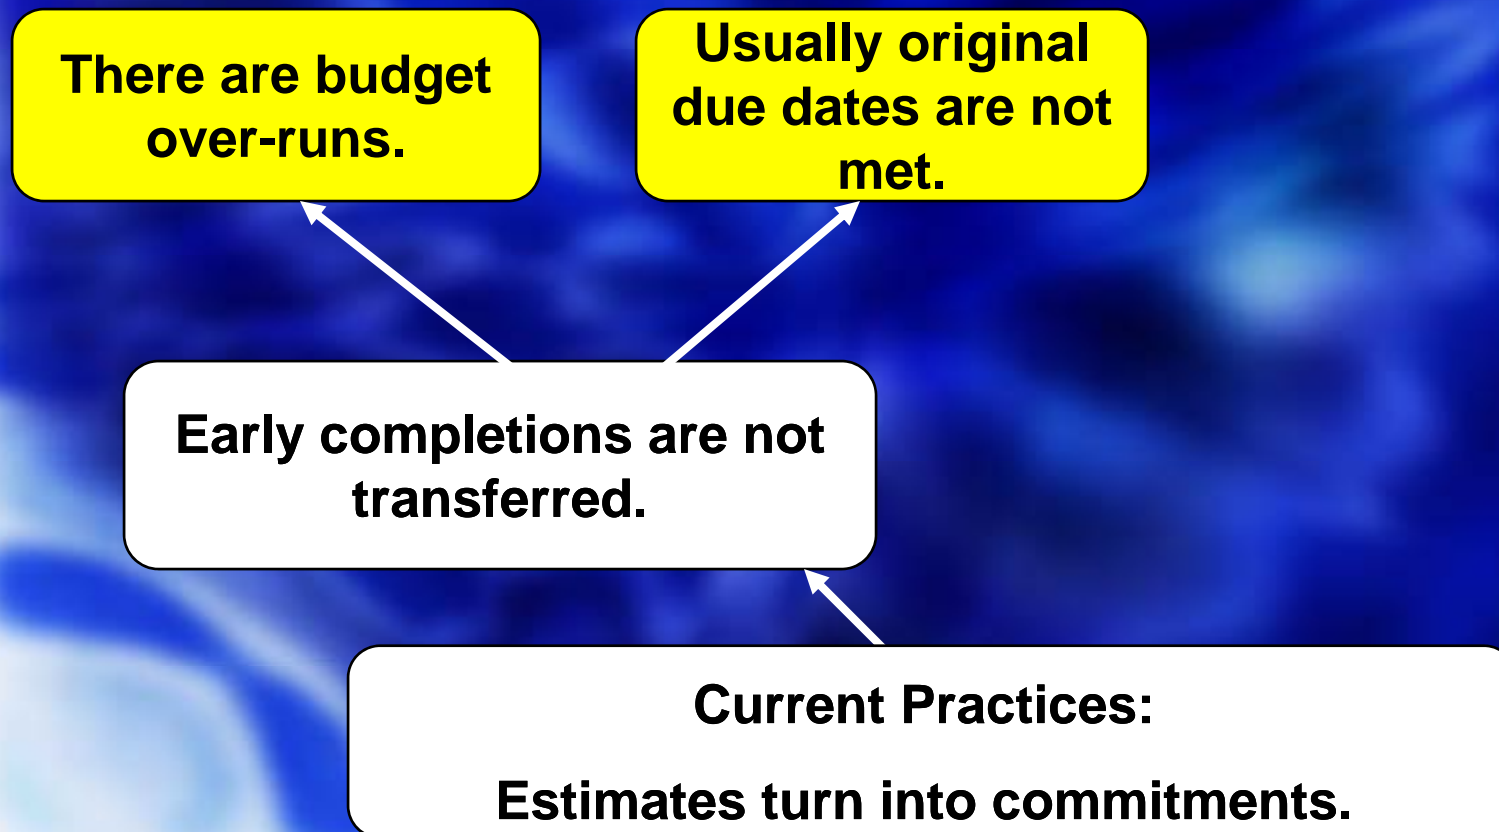 There are budget
over-runs.
Usually original
due dates are not
met.
Early completions are not
transferred.
Current Practices:
Estimates turn into commitments.